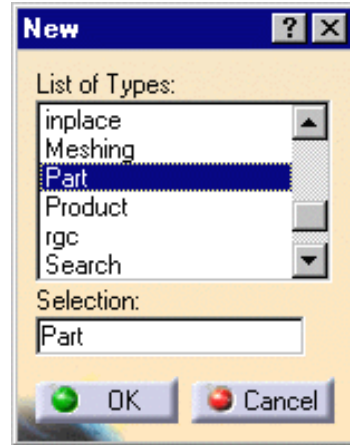 New
List of Types:
inplace
Meshing
Part
Product
rgc
Search
Selection:
Part
OK Cancel